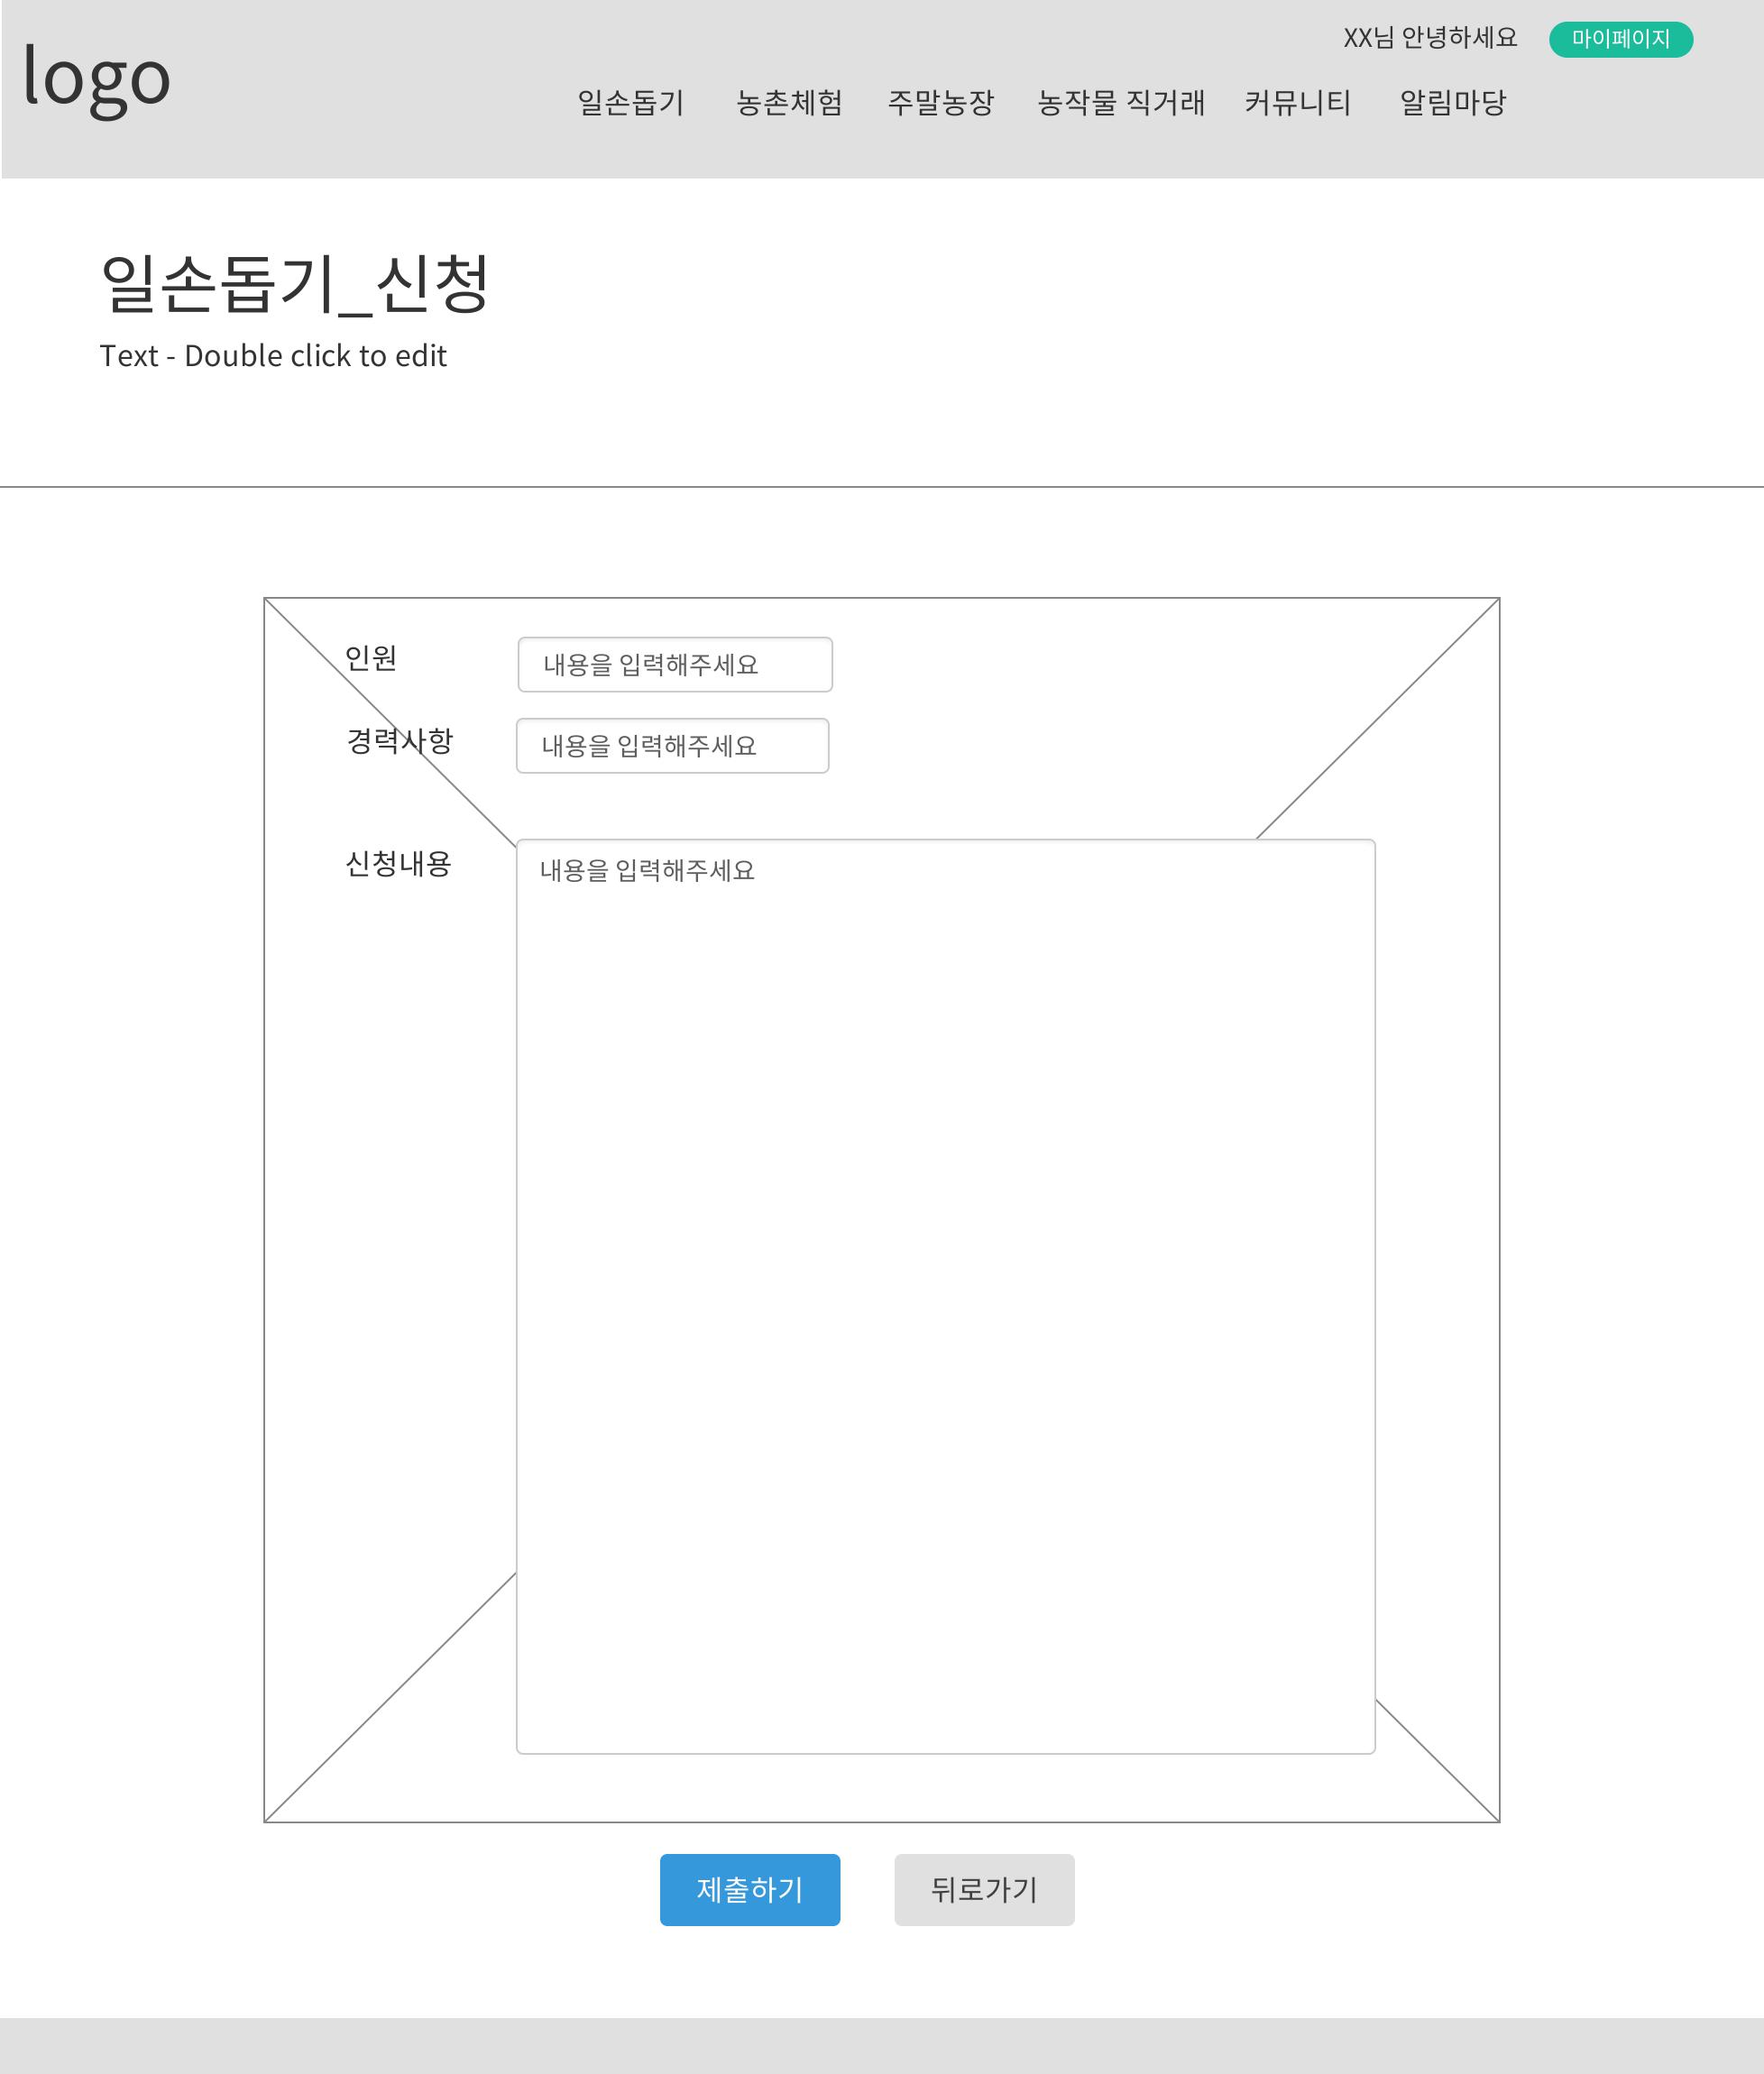 logo
XX님 안녕하세요 마이페이지
일손돕기 농촌체험 주말농장 농작물 직거래 커뮤니티 알림마당
일손돕기_신청
Text - Double click to edit
인원 내용을 입력해주세요
경력사항 내용을 입력해주세요
신청내용 내용을 입력해주세요
제출하기 뒤로가기